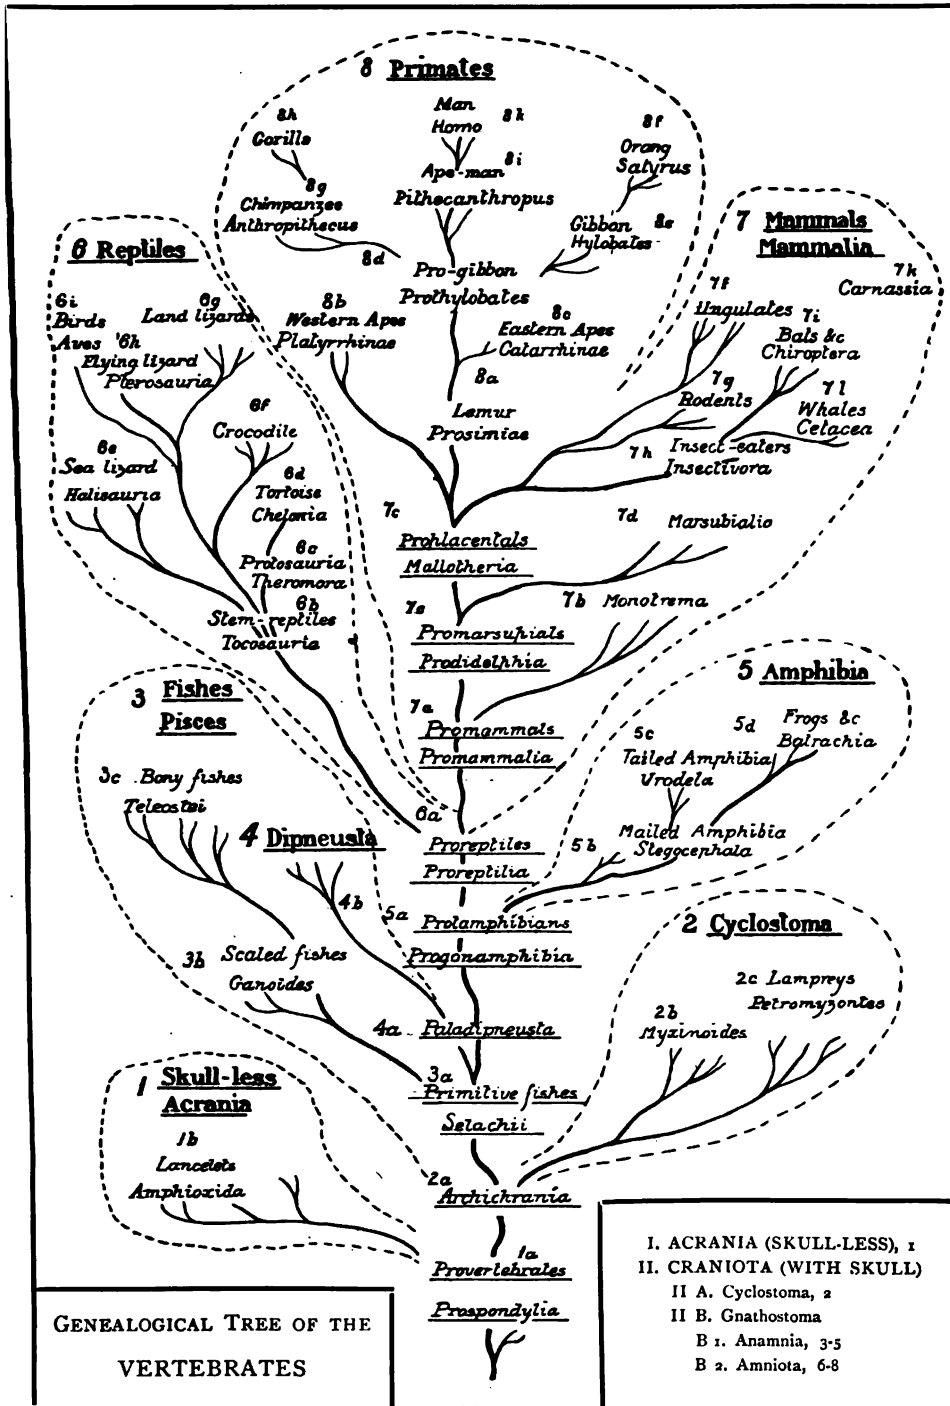 8 Primates
8h
Gorilla
Man
Homo
8k
8f
Orang
Satyrus
8g
Chimpanzee
Anthropithecus
Ape-man
8i
Pithecanthropus
Gibbon
Hylobates
8e
8d
Pro-gibbon
Prothylobates
8b
Western Apes
Platyrrhinae
8c
Eastern Apes
Catarrhinae
8a
Lemur
Prosimiae
7 Mammals
Mammalia
7k
Carnassia
7f
Ungulates
7i
Bats &c
Chiroptera
7g
Rodents
7l
Whales
Cetacea
7h
Insect-eaters
Insectivora
7c
Prohlacentals
Mallotheria
7d
Marsubialio
7e
Promarsupials
Prodidelphia
7b
Monotrema
7a
Promammals
Promammalia
6 Reptiles
6i
Birds
Aves
6g
Land lizards
6h
Flying lizard
Pterosauria
6f
Crocodile
6e
Sea lizard
Halisauria
6d
Tortoise
Chelonia
6c
Protosauria
Theromora
6b
Stem-reptiles
Tocosauria
6a
Proreptiles
Proreptilia
5 Amphibia
5c
Tailed Amphibia
Urodela
5d
Frogs &c
Batrachia
5b
Mailed Amphibia
Stegocephala
5a
Protamphibians
Progonamphibia
3 Fishes
Pisces
3c Bony fishes
Teleostei
4 Dipneusta
4b
3b Scaled fishes
Ganoides
4a Paladipneusta
3a
Primitive fishes
Selachii
2 Cyclostoma
2c Lampreys
Petromyzontes
2b
Myzinoides
2a
Archichrania
1 Skull-less
Acrania
1b
Lancelets
Amphioxida
1a
Provertebrates
Prospondylia
GENEALOGICAL TREE OF THE
VERTEBRATES
I. ACRANIA (SKULL-LESS), 1
II. CRANIOTA (WITH SKULL)
II A. Cyclostoma, 2
II B. Gnathostoma
B 1. Anamnia, 3-5
B 2. Amniota, 6-8